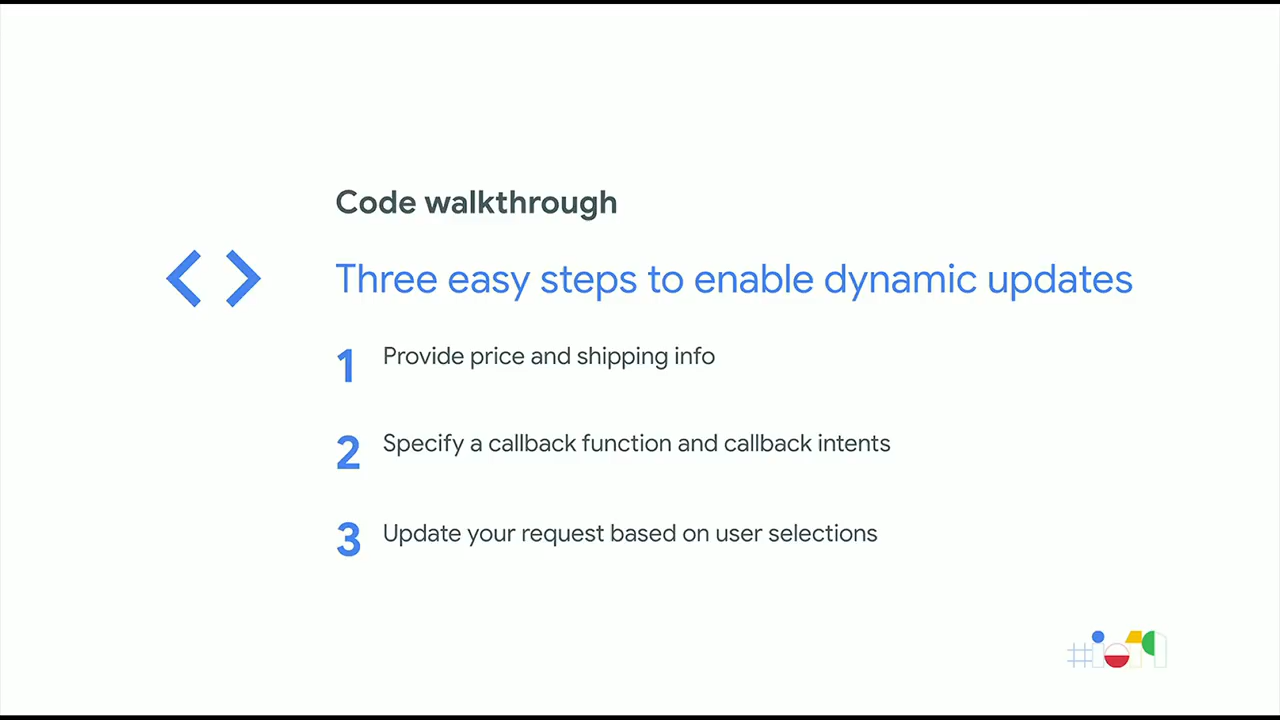 Code walkthrough
< >
Three easy steps to enable dynamic updates
1 Provide price and shipping info
2 Specify a callback function and callback intents
3 Update your request based on user selections
#io19